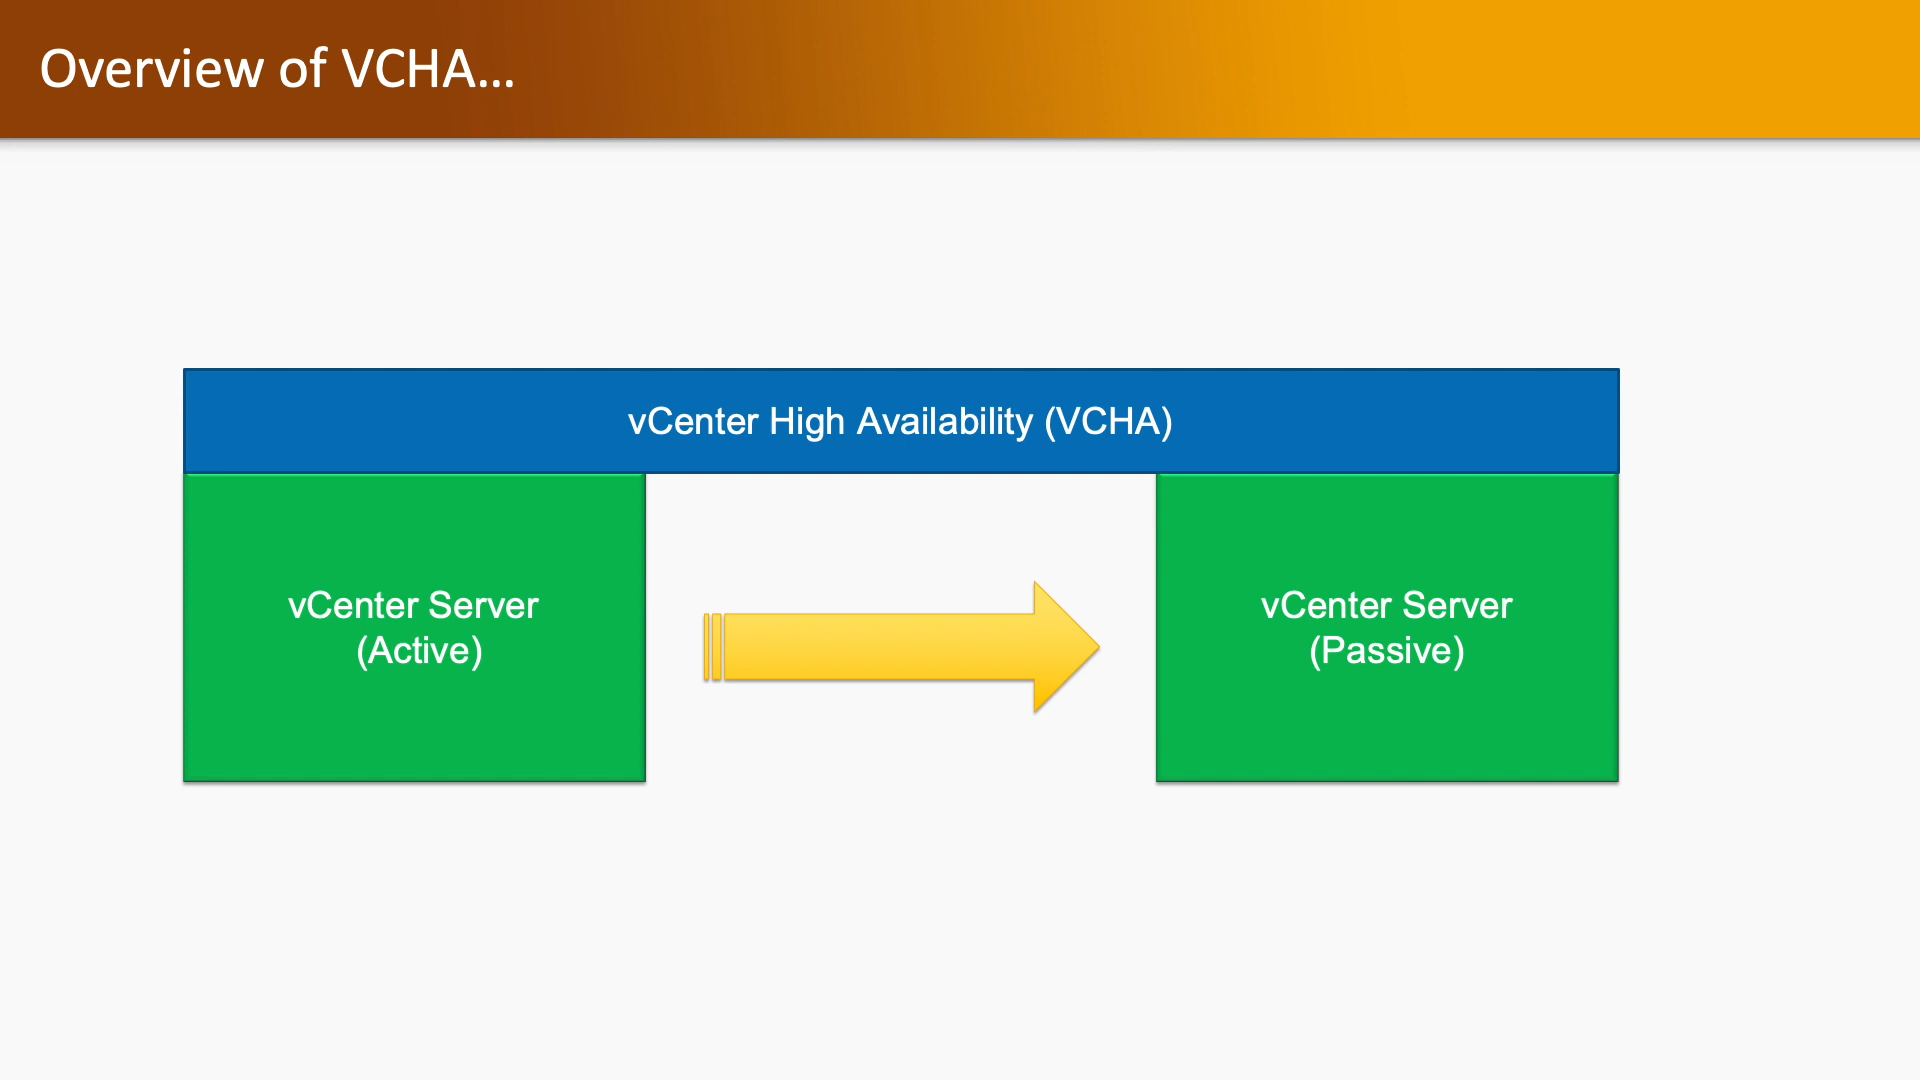 Overview of VCHA...
vCenter High Availability (VCHA)
vCenter Server
(Active)
vCenter Server
(Passive)